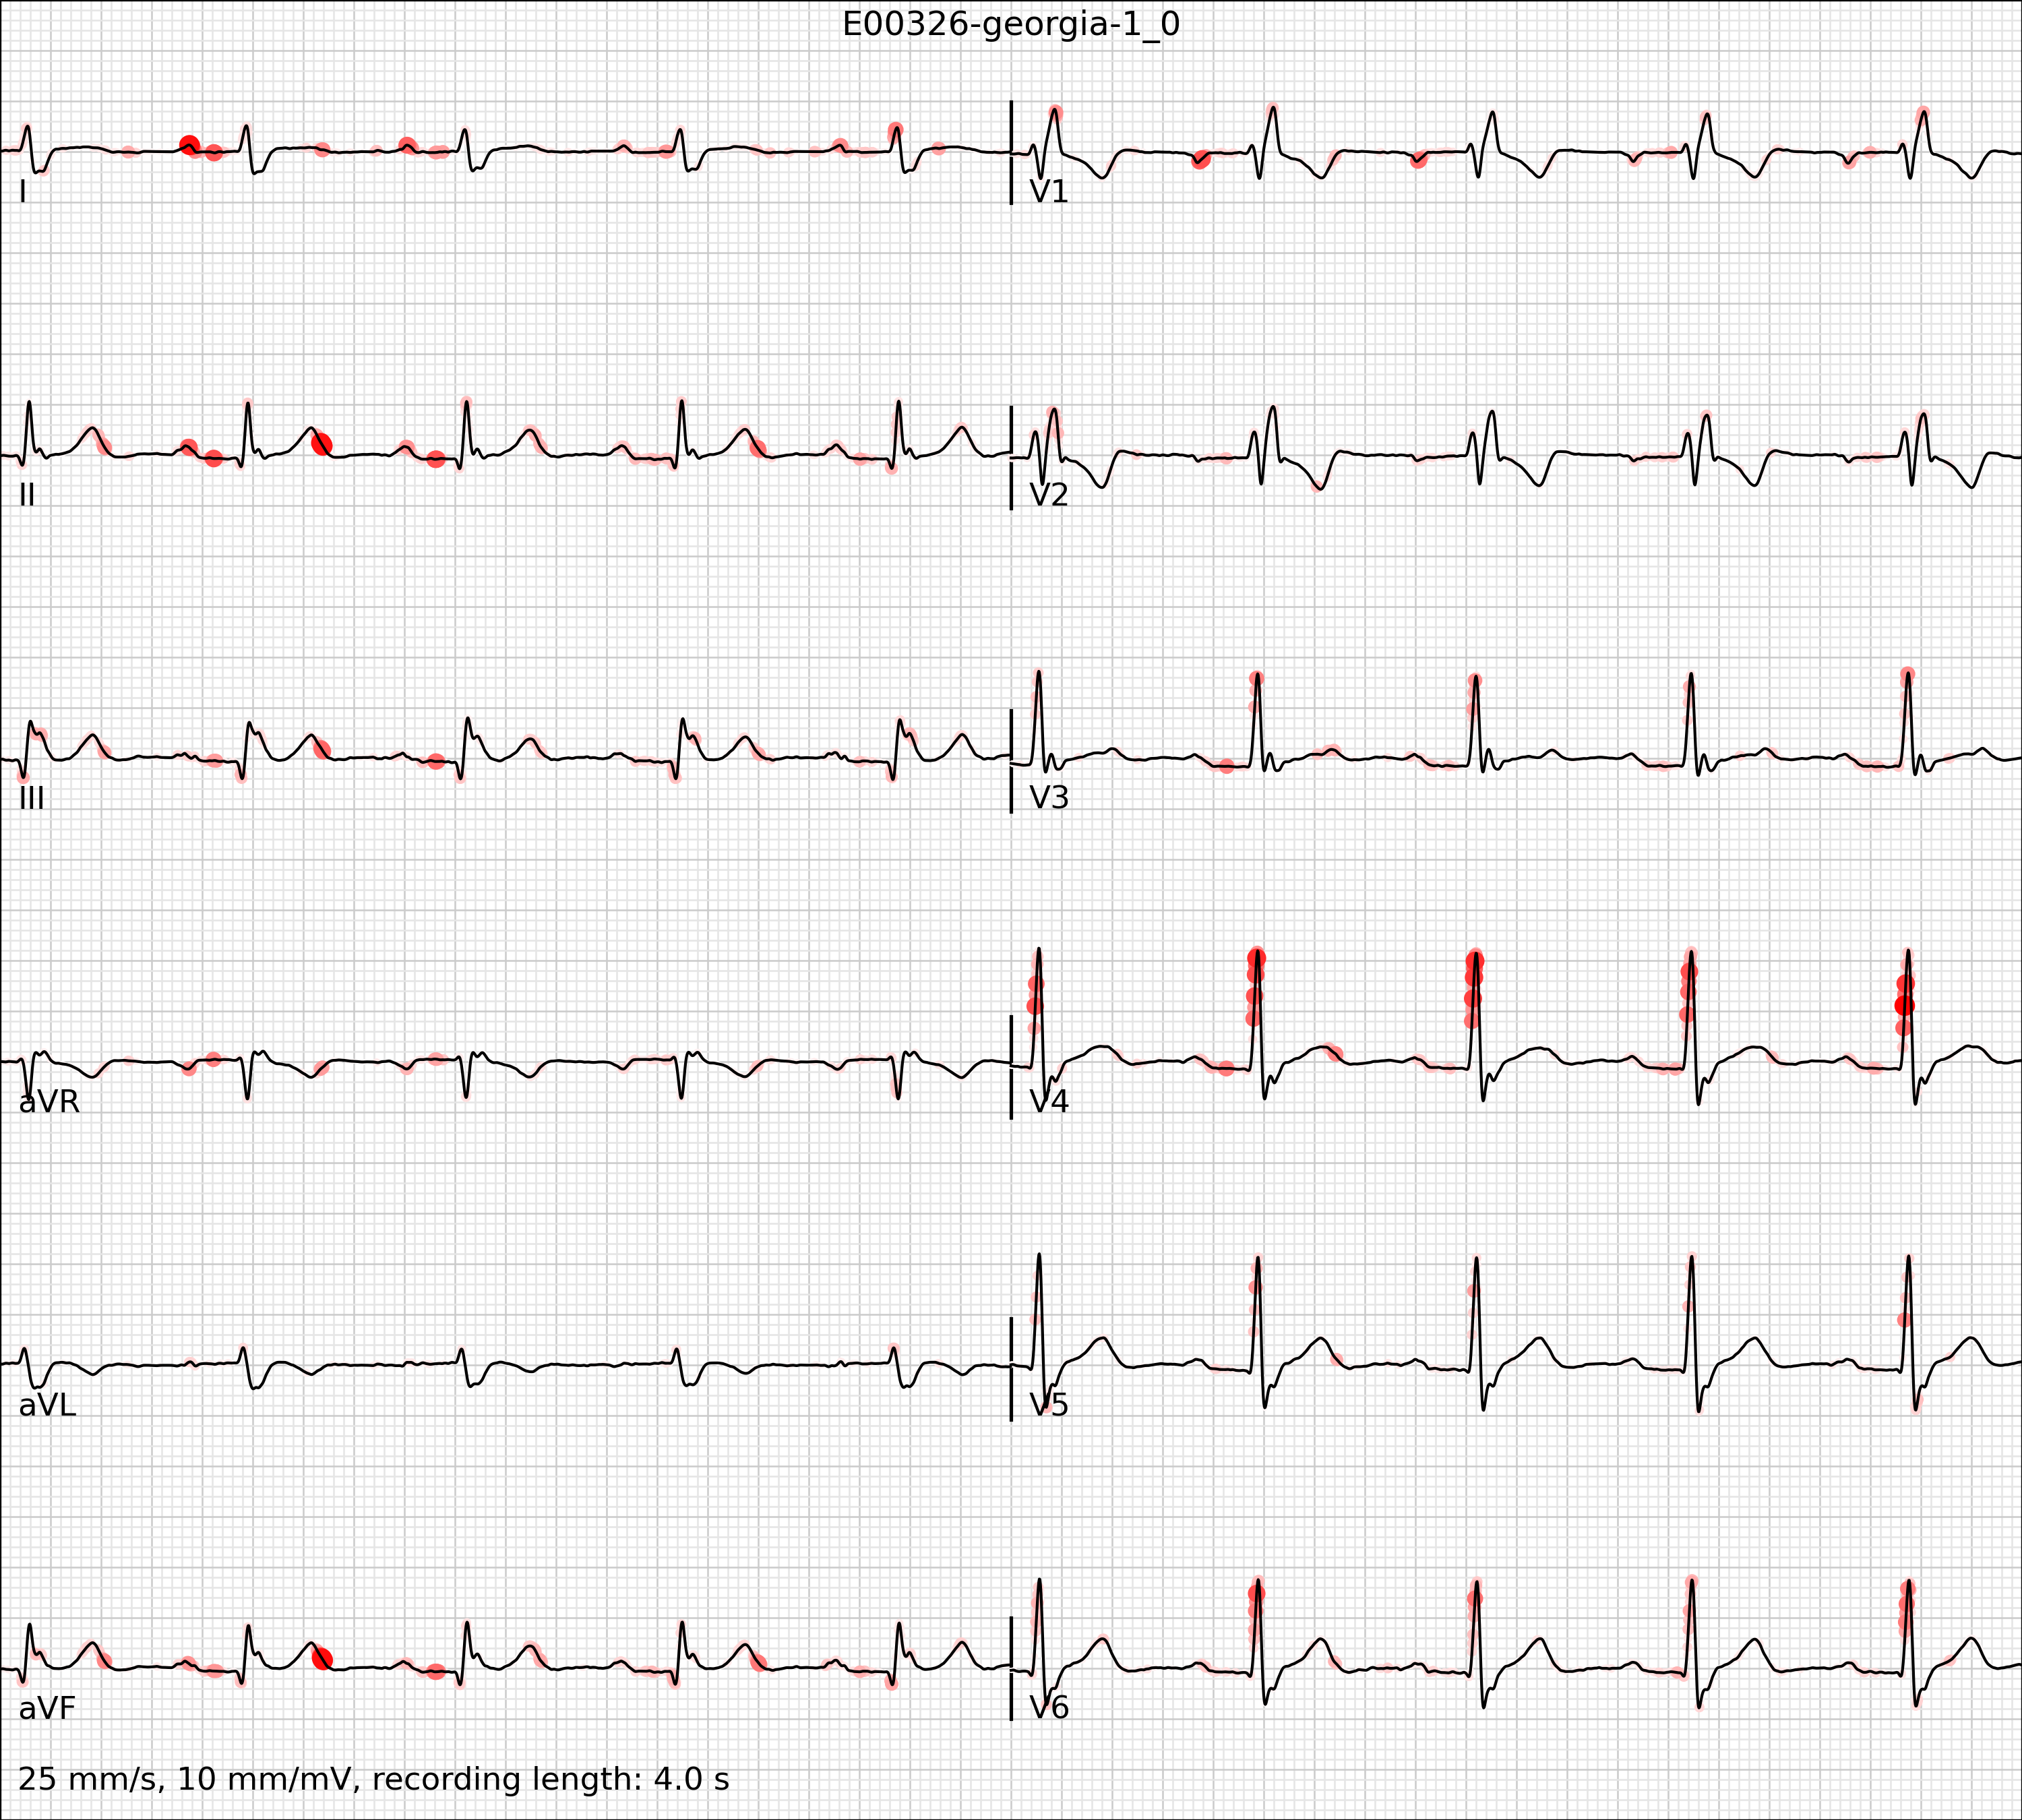 E00326-georgia-1_0
I
V1
II
V2
III
V3
aVR
V4
aVL
V5
aVF
V6
25 mm/s, 10 mm/mV, recording length: 4.0 s